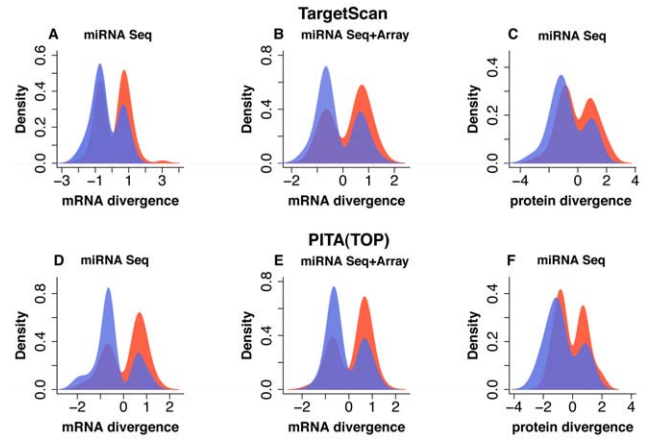 TargetScan
A miRNA Seq
B miRNA Seq+Array
C miRNA Seq
Density
0.0 0.2 0.4 0.6
-3 -1 1 3
mRNA divergence
Density
0.0 0.4 0.8
-2 0 1 2
mRNA divergence
Density
0.0 0.2 0.4
-4 -2 0 2 4
protein divergence
PITA(TOP)
D miRNA Seq
E miRNA Seq+Array
F miRNA Seq
Density
0.0 0.4 0.8
-2 0 1 2
mRNA divergence
Density
0.0 0.4 0.8
-2 0 1 2
mRNA divergence
Density
0.0 0.2 0.4
-4 -2 0 2 4
protein divergence